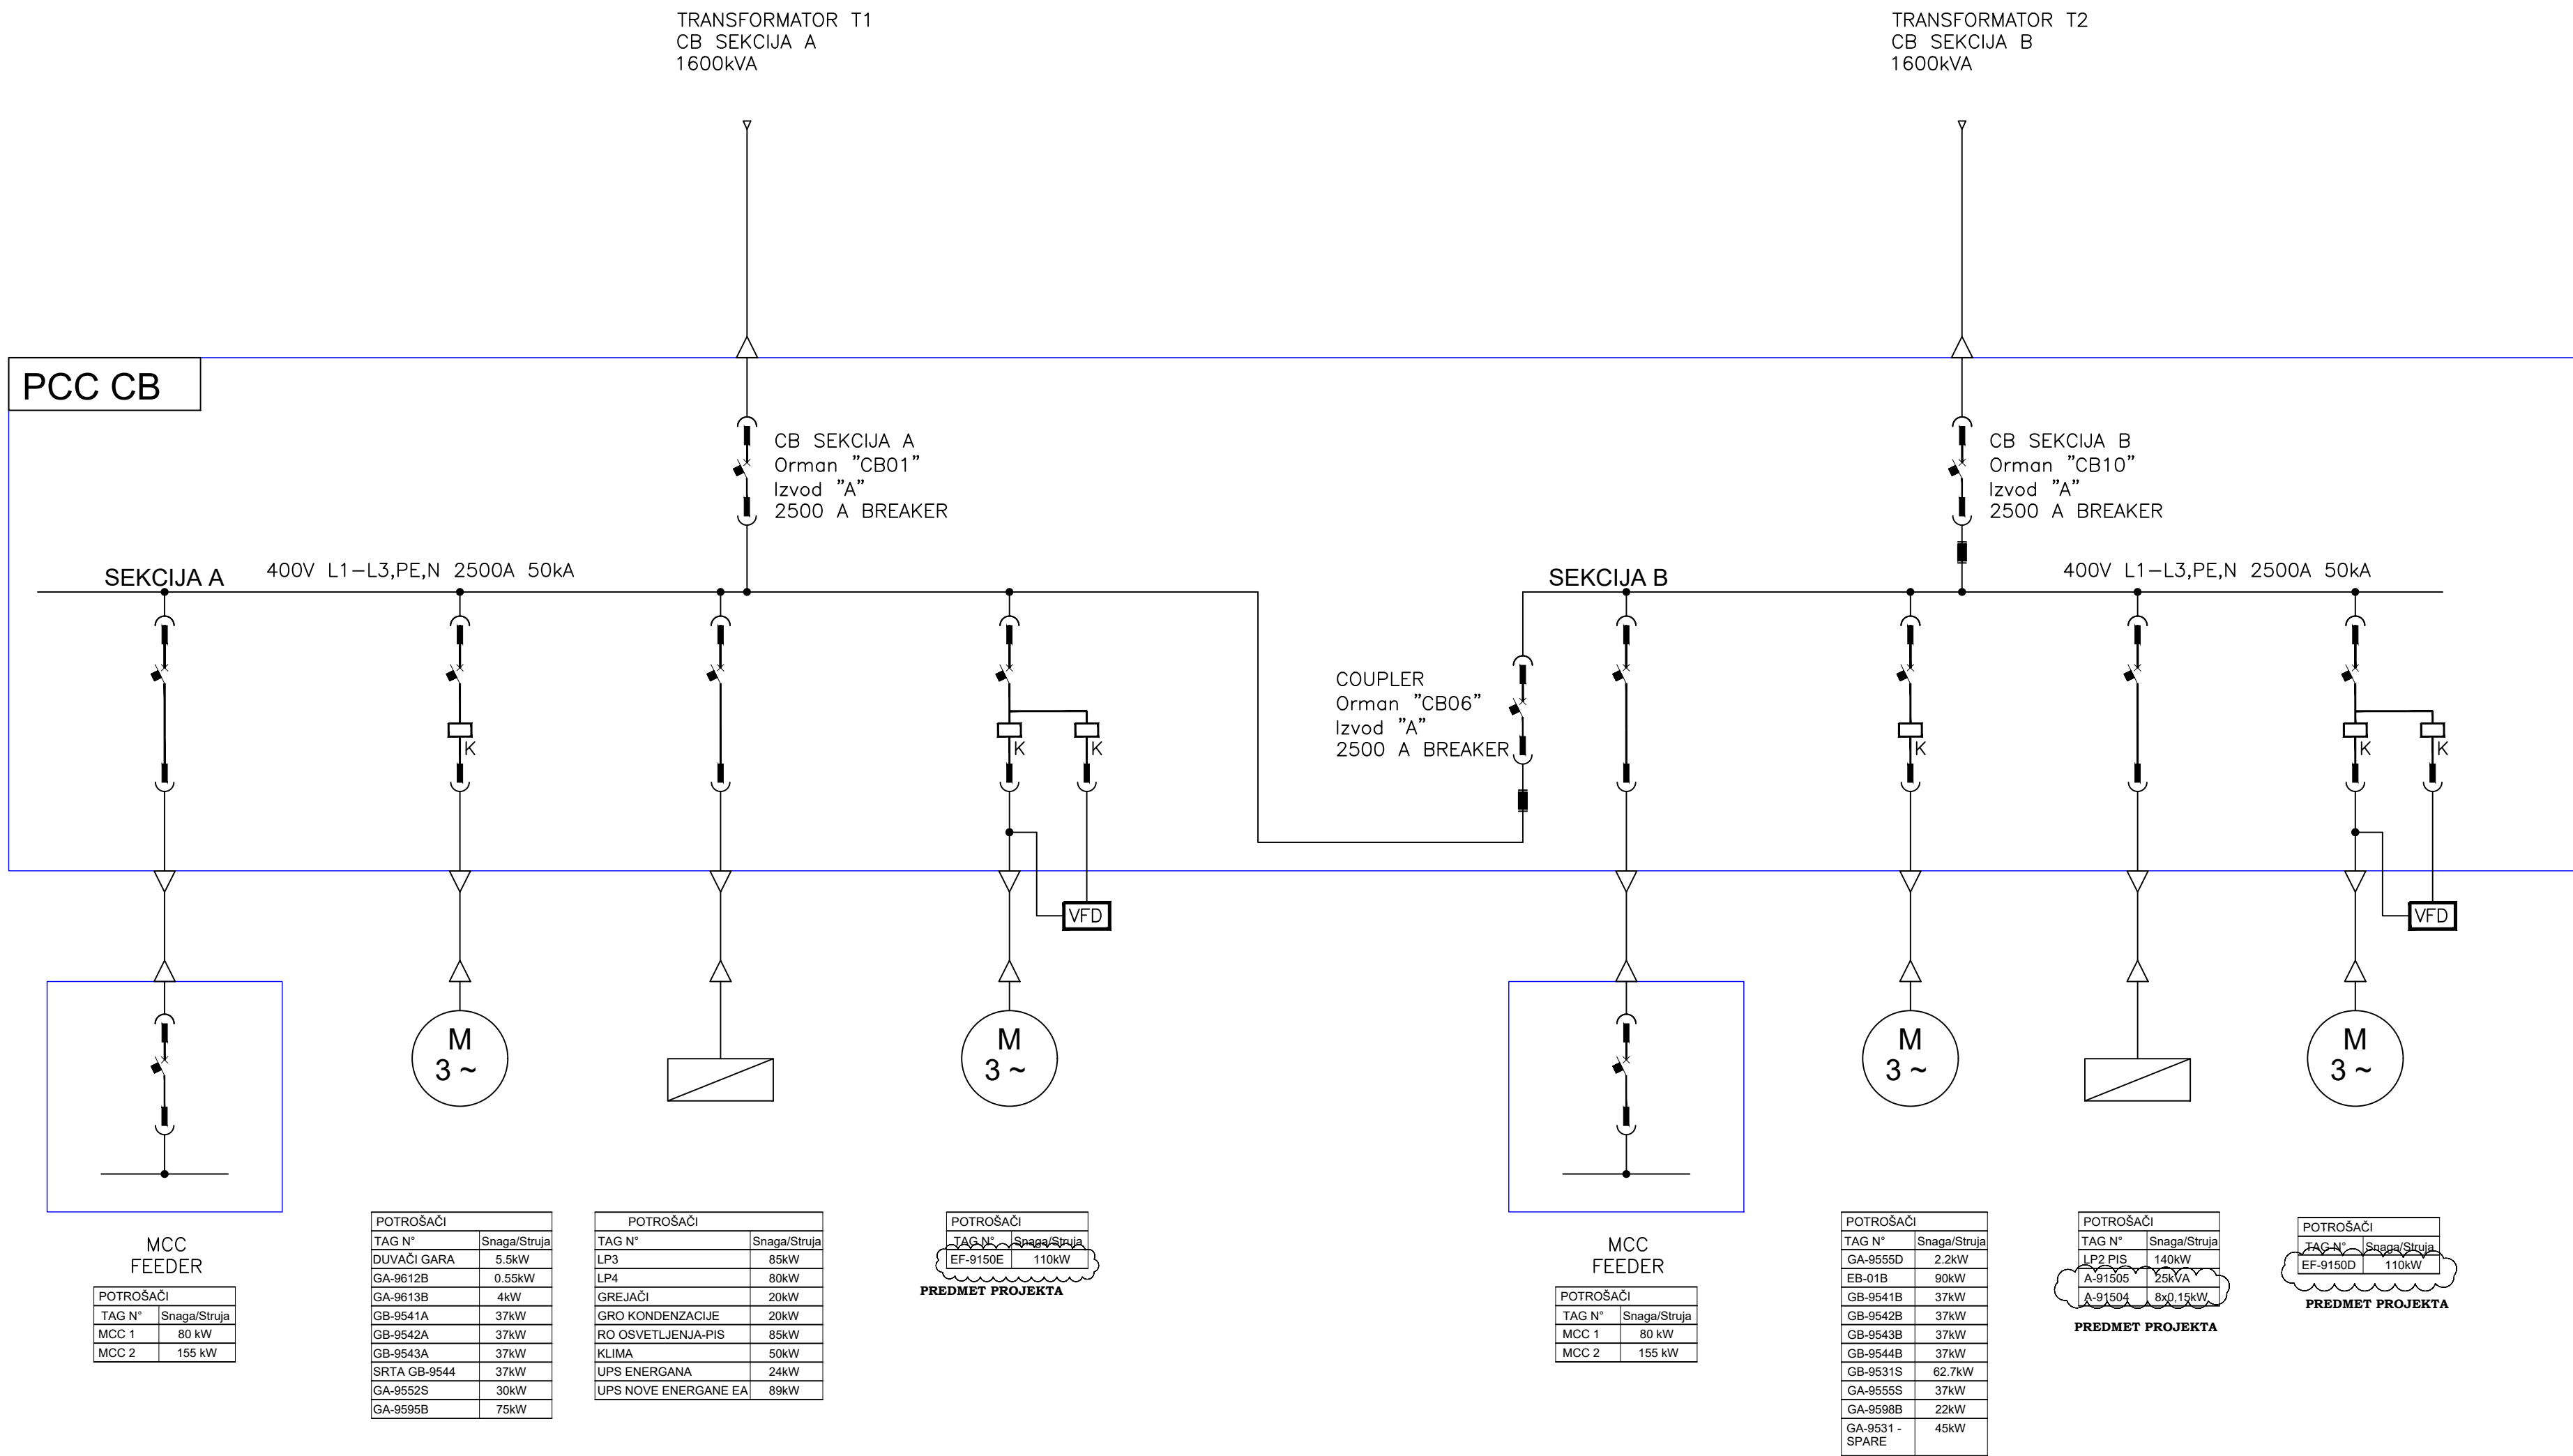 TRANSFORMATOR T1
CB SEKCIJA A
1600kVA
TRANSFORMATOR T2
CB SEKCIJA B
1600kVA
PCC CB
CB SEKCIJA A
Orman "CB01"
Izvod "A"
2500 A BREAKER
CB SEKCIJA B
Orman "CB10"
Izvod "A"
2500 A BREAKER
SEKCIJA A
400V L1-L3,PE,N 2500A 50kA
SEKCIJA B
400V L1-L3,PE,N 2500A 50kA
COUPLER
Orman "CB06"
Izvod "A"
2500 A BREAKER
K
K
K
K
K
K
VFD
VFD
M
3 ~
M
3 ~
M
3 ~
M
3 ~
MCC
FEEDER
POTROŠAČI
TAG N° Snaga/Struja
MCC 1 80 kW
MCC 2 155 kW
POTROŠAČI
TAG N° Snaga/Struja
DUVAČI GARA 5.5kW
GA-9612B 0.55kW
GA-9613B 4kW
GB-9541A 37kW
GB-9542A 37kW
GB-9543A 37kW
SRTA GB-9544 37kW
GA-9552S 30kW
GA-9595B 75kW
POTROŠAČI
TAG N° Snaga/Struja
LP3 85kW
LP4 80kW
GREJAČI 20kW
GRO KONDENZACIJE 20kW
RO OSVETLJENJA-PIS 85kW
KLIMA 50kW
UPS ENERGANA 24kW
UPS NOVE ENERGANE EA 89kW
POTROŠAČI
TAG N° Snaga/Struja
EF-9150E 110kW
PREDMET PROJEKTA
MCC
FEEDER
POTROŠAČI
TAG N° Snaga/Struja
MCC 1 80 kW
MCC 2 155 kW
POTROŠAČI
TAG N° Snaga/Struja
GA-9555D 2.2kW
EB-01B 90kW
GB-9541B 37kW
GB-9542B 37kW
GB-9543B 37kW
GB-9544B 37kW
GB-9531S 62.7kW
GA-9555S 37kW
GA-9598B 22kW
GA-9531 - 45kW
SPARE
POTROŠAČI
TAG N° Snaga/Struja
LP2 PIS 140kW
A-91505 25kVA
A-91504 8x0,15kW
PREDMET PROJEKTA
POTROŠAČI
TAG N° Snaga/Struja
EF-9150D 110kW
PREDMET PROJEKTA